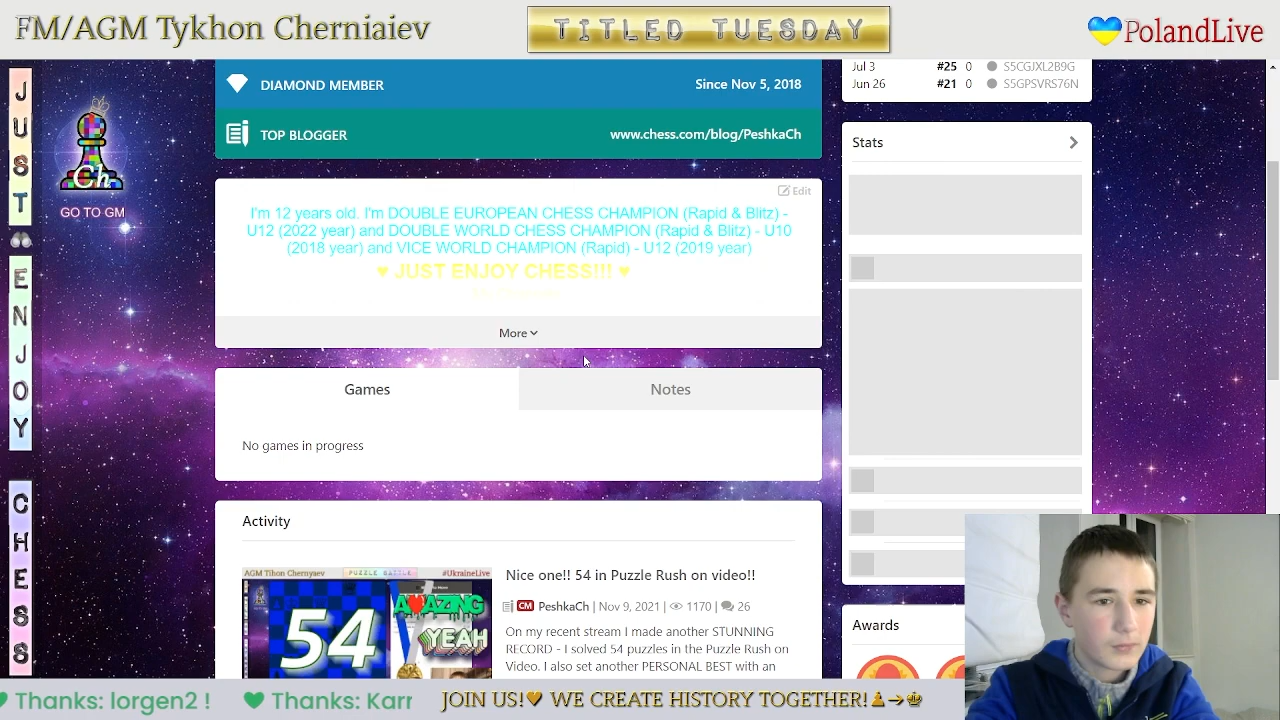 FM/AGM Tykhon Cherniaiev
TITLED TUESDAY
PolandLive
JUST
ENJOY
CHESS
Ch
GO TO GM
DIAMOND MEMBER
Since Nov 5, 2018
TOP BLOGGER
www.chess.com/blog/PeshkaCh
Edit
I'm 12 years old. I'm DOUBLE EUROPEAN CHESS CHAMPION (Rapid & Blitz) -
U12 (2022 year) and DOUBLE WORLD CHESS CHAMPION (Rapid & Blitz) - U10
(2018 year) and VICE WORLD CHAMPION (Rapid) - U12 (2019 year)
♥ JUST ENJOY CHESS!!! ♥
More
Games
Notes
No games in progress
Activity
AGM Tihon Chernyaev
PUZZLE BATTLE
#UkraineLive
54
AMAZING
YEAH
Nice one!! 54 in Puzzle Rush on video!!
CM PeshkaCh | Nov 9, 2021 | 1170 | 26
On my recent stream I made another STUNNING
RECORD - I solved 54 puzzles in the Puzzle Rush on
Video. I also set another PERSONAL BEST with an
Jul 3 #25 0 S5CGJXL2B9G
Jun 26 #21 0 S5GPSVRS76N
Stats
Awards
Thanks: lorgen2 !
Thanks: Karr
JOIN US!🧡 WE CREATE HISTORY TOGETHER!♟→♚